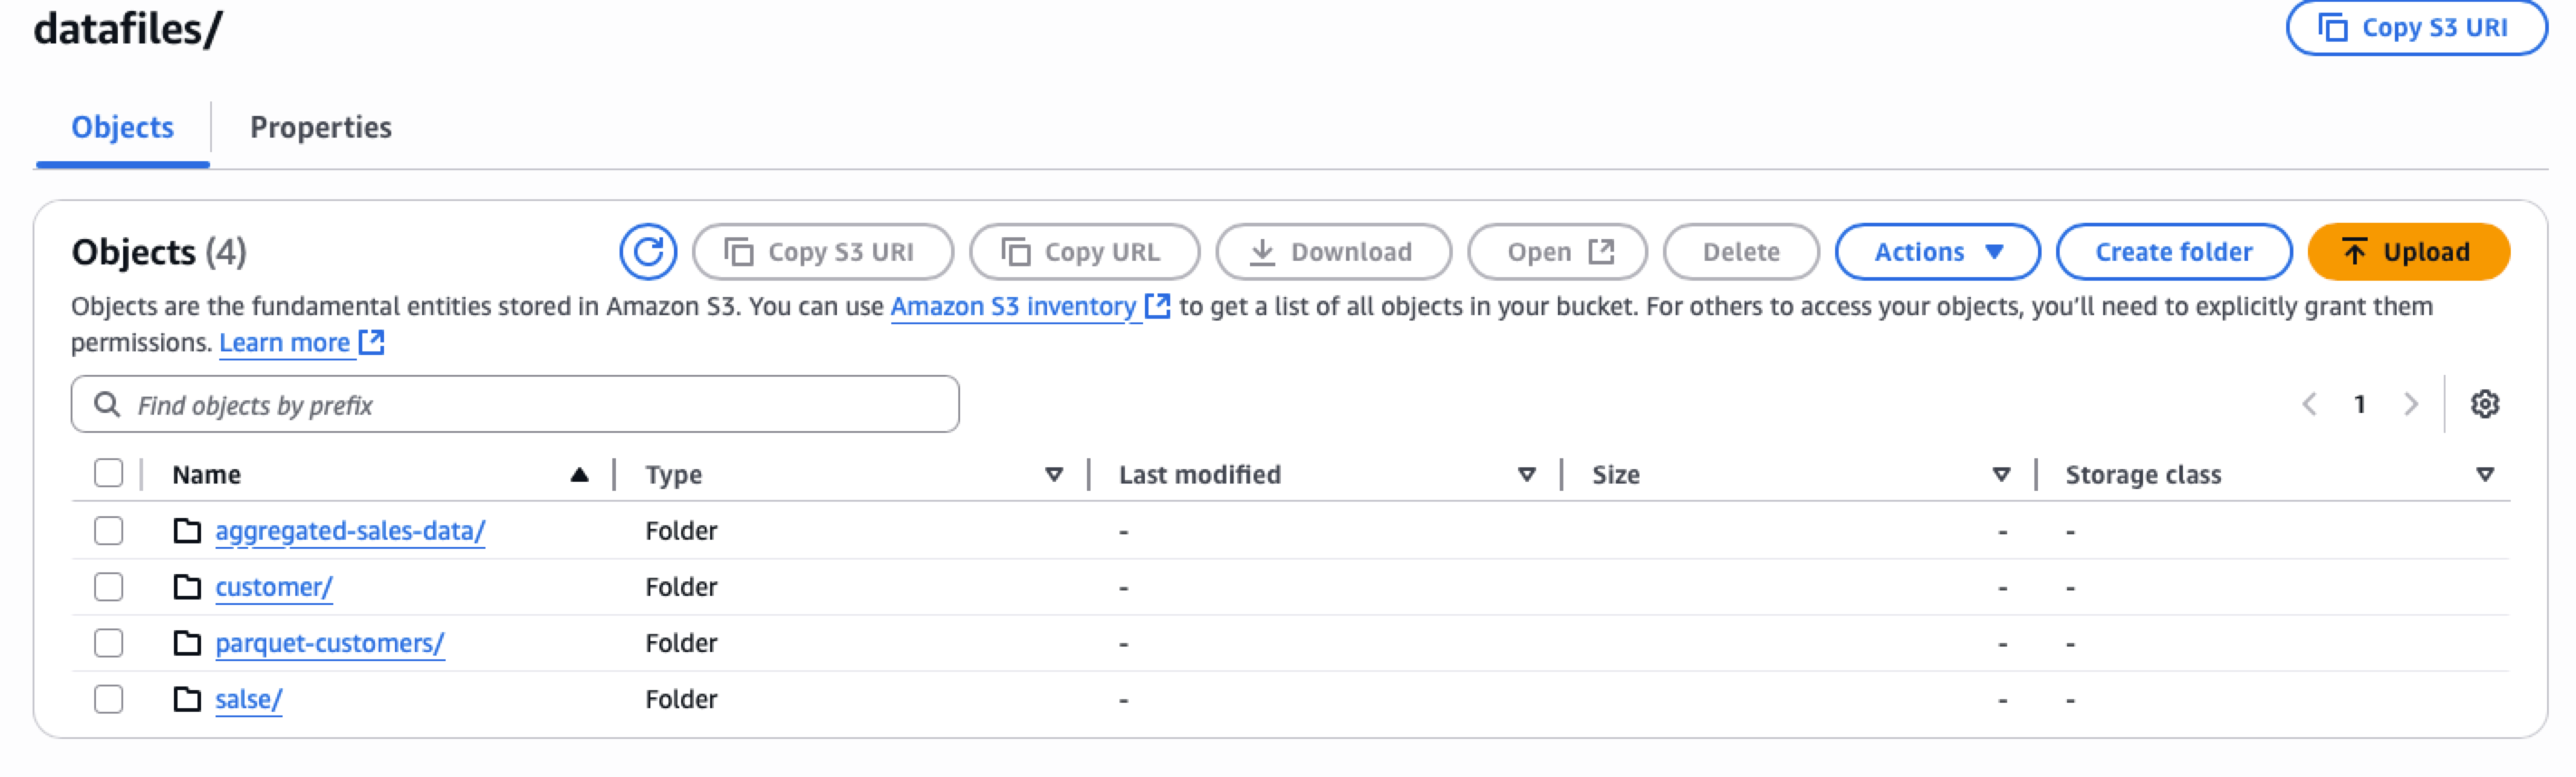 datafiles/
Copy S3 URI
Objects
Properties
Objects (4)
Copy S3 URI
Copy URL
Download
Open
Delete
Actions
Create folder
Upload
Objects are the fundamental entities stored in Amazon S3. You can use Amazon S3 inventory to get a list of all objects in your bucket. For others to access your objects, you’ll need to explicitly grant them
permissions. Learn more
Find objects by prefix
1
Name Type Last modified Size Storage class
aggregated-sales-data/ Folder - - -
customer/ Folder - - -
parquet-customers/ Folder - - -
salse/ Folder - - -